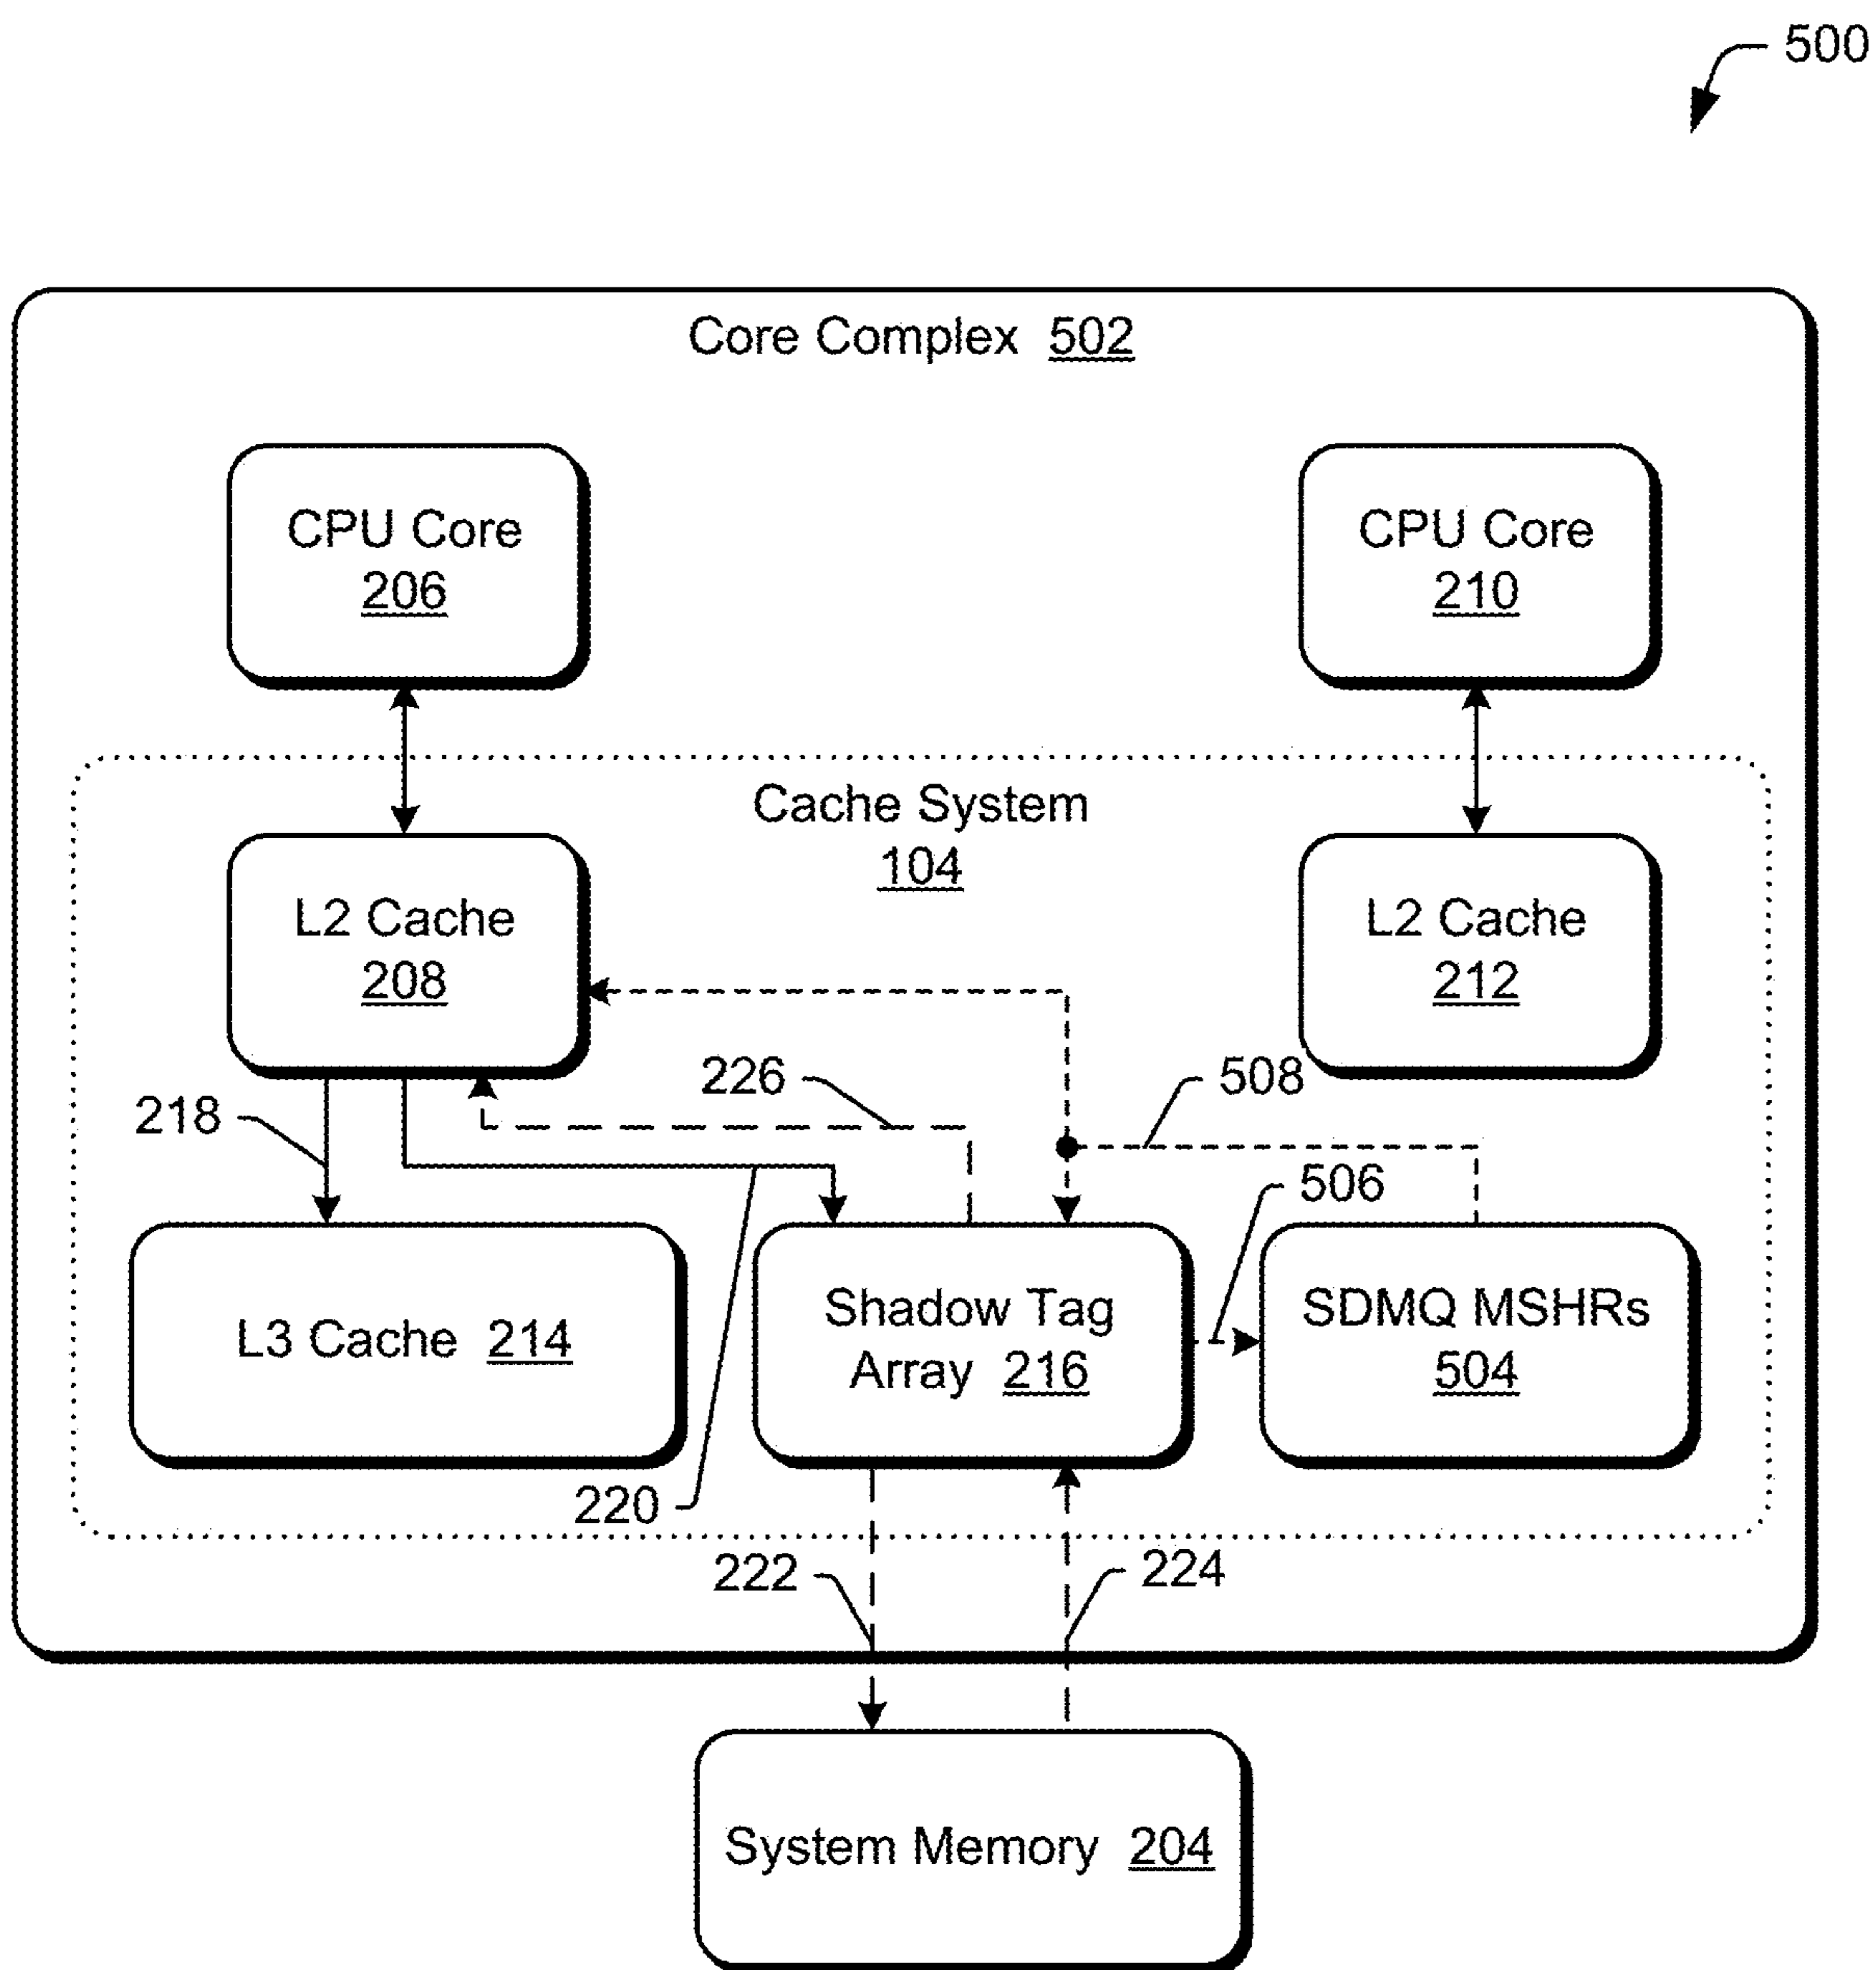 500
Core Complex 502
CPU Core
206
CPU Core
210
Cache System
104
L2 Cache
208
L2 Cache
212
226
508
218
506
L3 Cache 214
Shadow Tag
Array 216
SDMQ MSHRs
504
220
222
224
System Memory 204